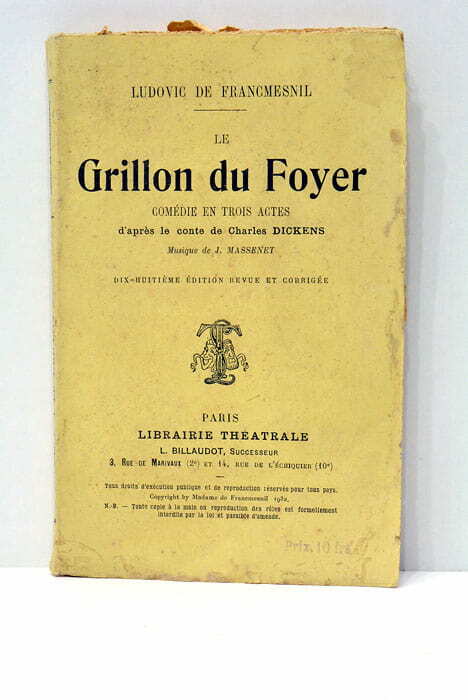 LUDOVIC DE FRANCMESNIL
LE
Grillon du Foyer
COMÉDIE EN TROIS ACTES
d'après le conte de Charles DICKENS
Musique de J. MASSENET
DIX-HUITIÈME ÉDITION REVUE ET CORRIGÉE
PARIS
LIBRAIRIE THÉATRALE
L. BILLAUDOT, SUCCESSEUR
3, RUE DE MARIVAUX (2e) ET 14, RUE DE L'ÉCHIQUIER (10e)
Tous droits d'exécution publique et de reproduction réservés pour tous pays.
Copyright by Madame de Francmesnil 1932.
N.-B. — Toute copie à la main ou reproduction des rôles est formellement
interdite par la loi et passible d'amende.
Prix. 10 frs